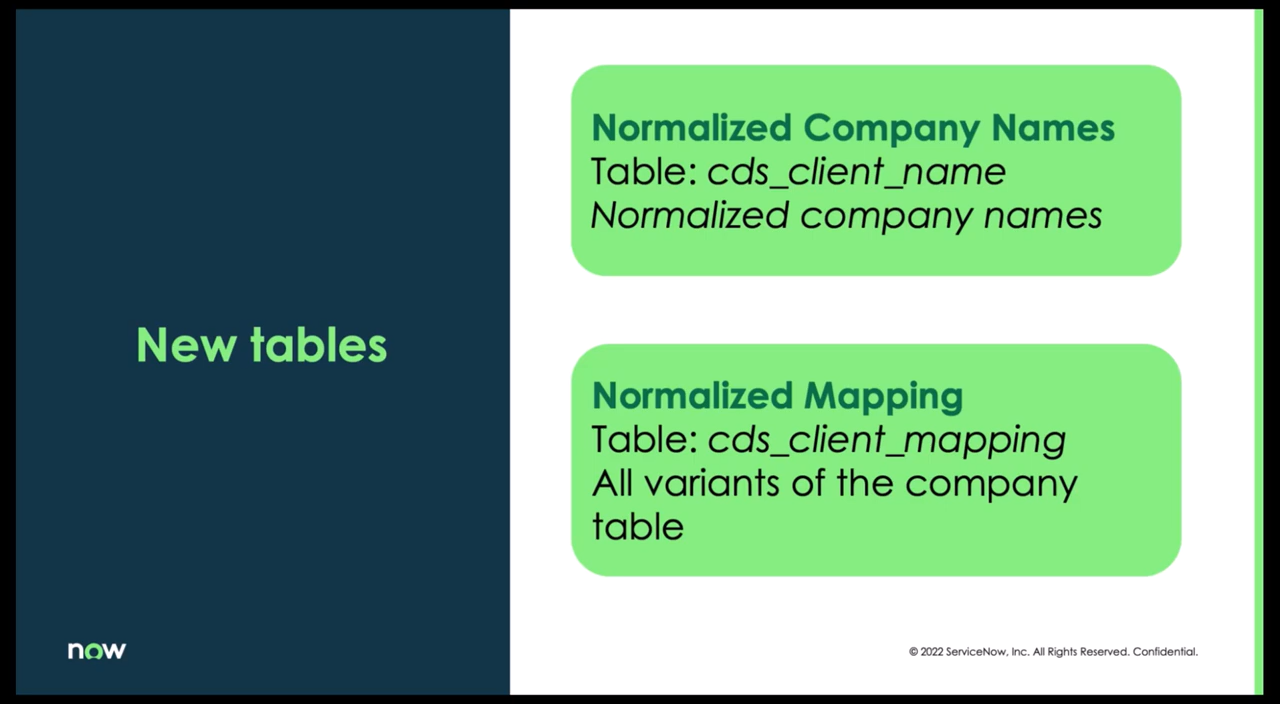 New tables
Normalized Company Names
Table: cds_client_name
Normalized company names
Normalized Mapping
Table: cds_client_mapping
All variants of the company
table
now
© 2022 ServiceNow, Inc. All Rights Reserved. Confidential.